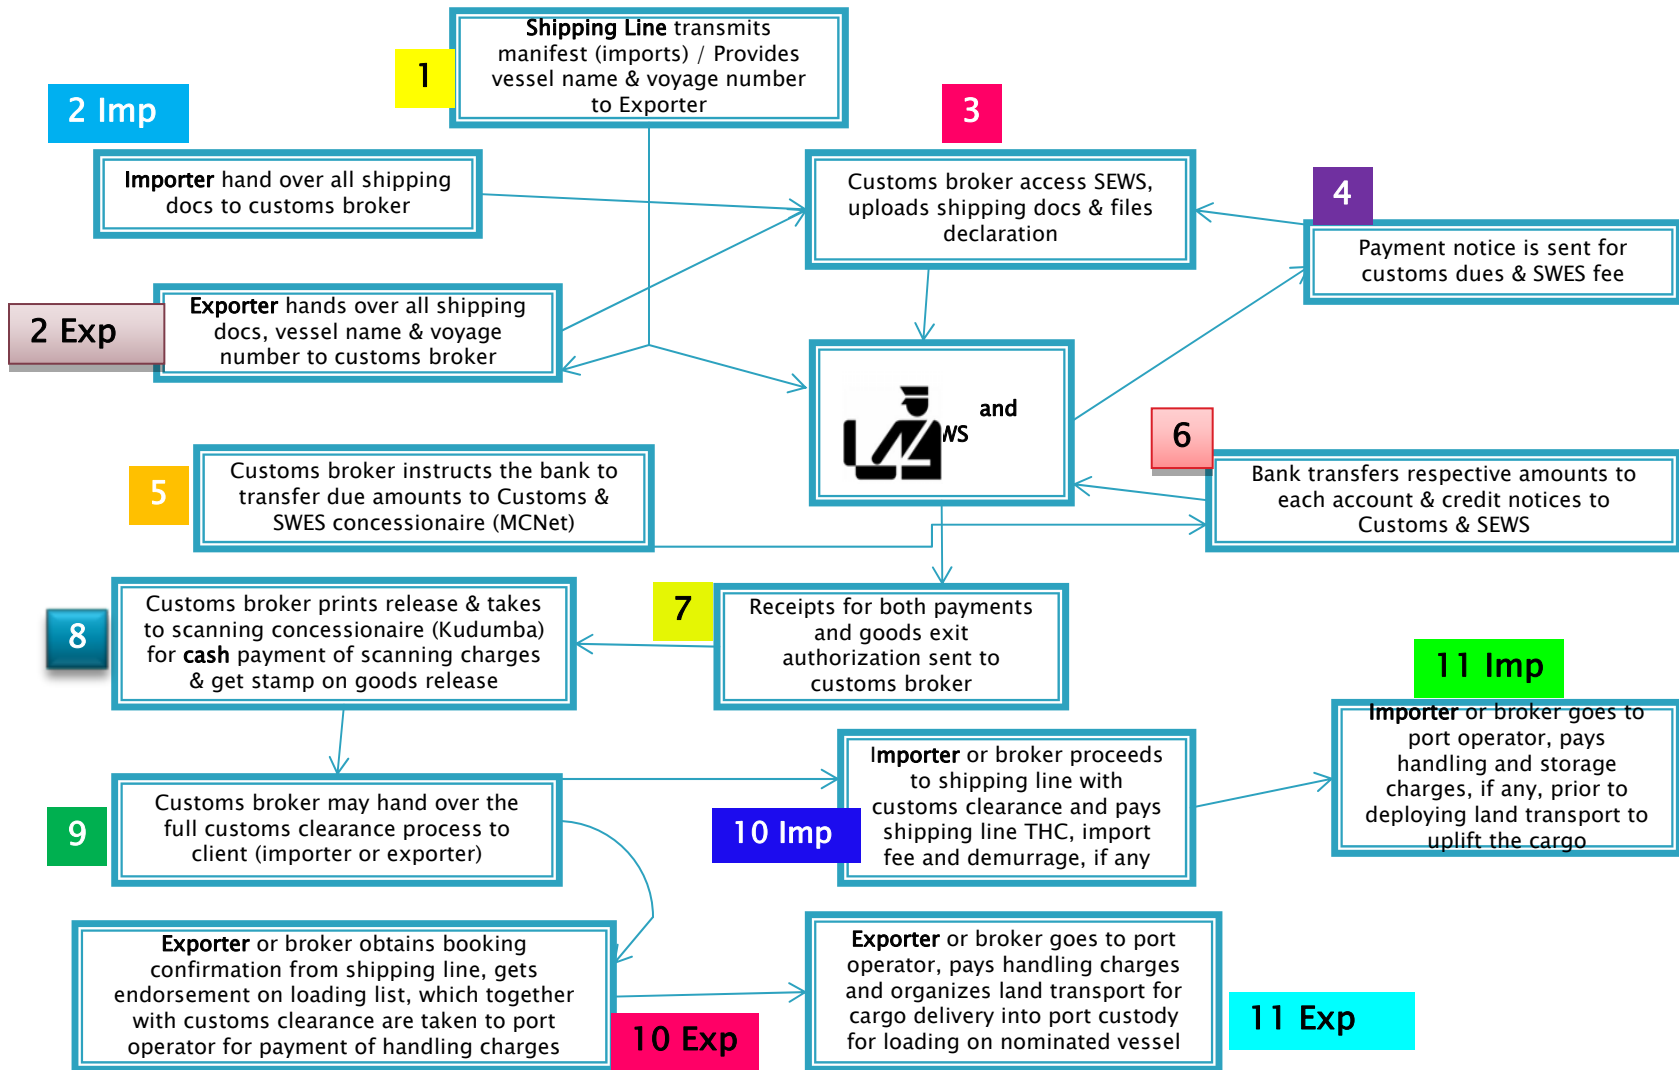 1
Shipping Line transmits
manifest (imports) / Provides
vessel name & voyage number
to Exporter
2 Imp
Importer hand over all shipping
docs to customs broker
3
Customs broker access SEWS,
uploads shipping docs & files
declaration
4
Payment notice is sent for
customs dues & SWES fee
2 Exp
Exporter hands over all shipping
docs, vessel name & voyage
number to customs broker
and
WS
5
Customs broker instructs the bank to
transfer due amounts to Customs &
SWES concessionaire (MCNet)
6
Bank transfers respective amounts to
each account & credit notices to
Customs & SEWS
7
Receipts for both payments
and goods exit
authorization sent to
customs broker
8
Customs broker prints release & takes
to scanning concessionaire (Kudumba)
for cash payment of scanning charges
& get stamp on goods release
9
Customs broker may hand over the
full customs clearance process to
client (importer or exporter)
10 Imp
Importer or broker proceeds
to shipping line with
customs clearance and pays
shipping line THC, import
fee and demurrage, if any
11 Imp
Importer or broker goes to
port operator, pays
handling and storage
charges, if any, prior to
deploying land transport to
uplift the cargo
Exporter or broker obtains booking
confirmation from shipping line, gets
endorsement on loading list, which together
with customs clearance are taken to port
operator for payment of handling charges
10 Exp
Exporter or broker goes to port
operator, pays handling charges
and organizes land transport for
cargo delivery into port custody
for loading on nominated vessel
11 Exp